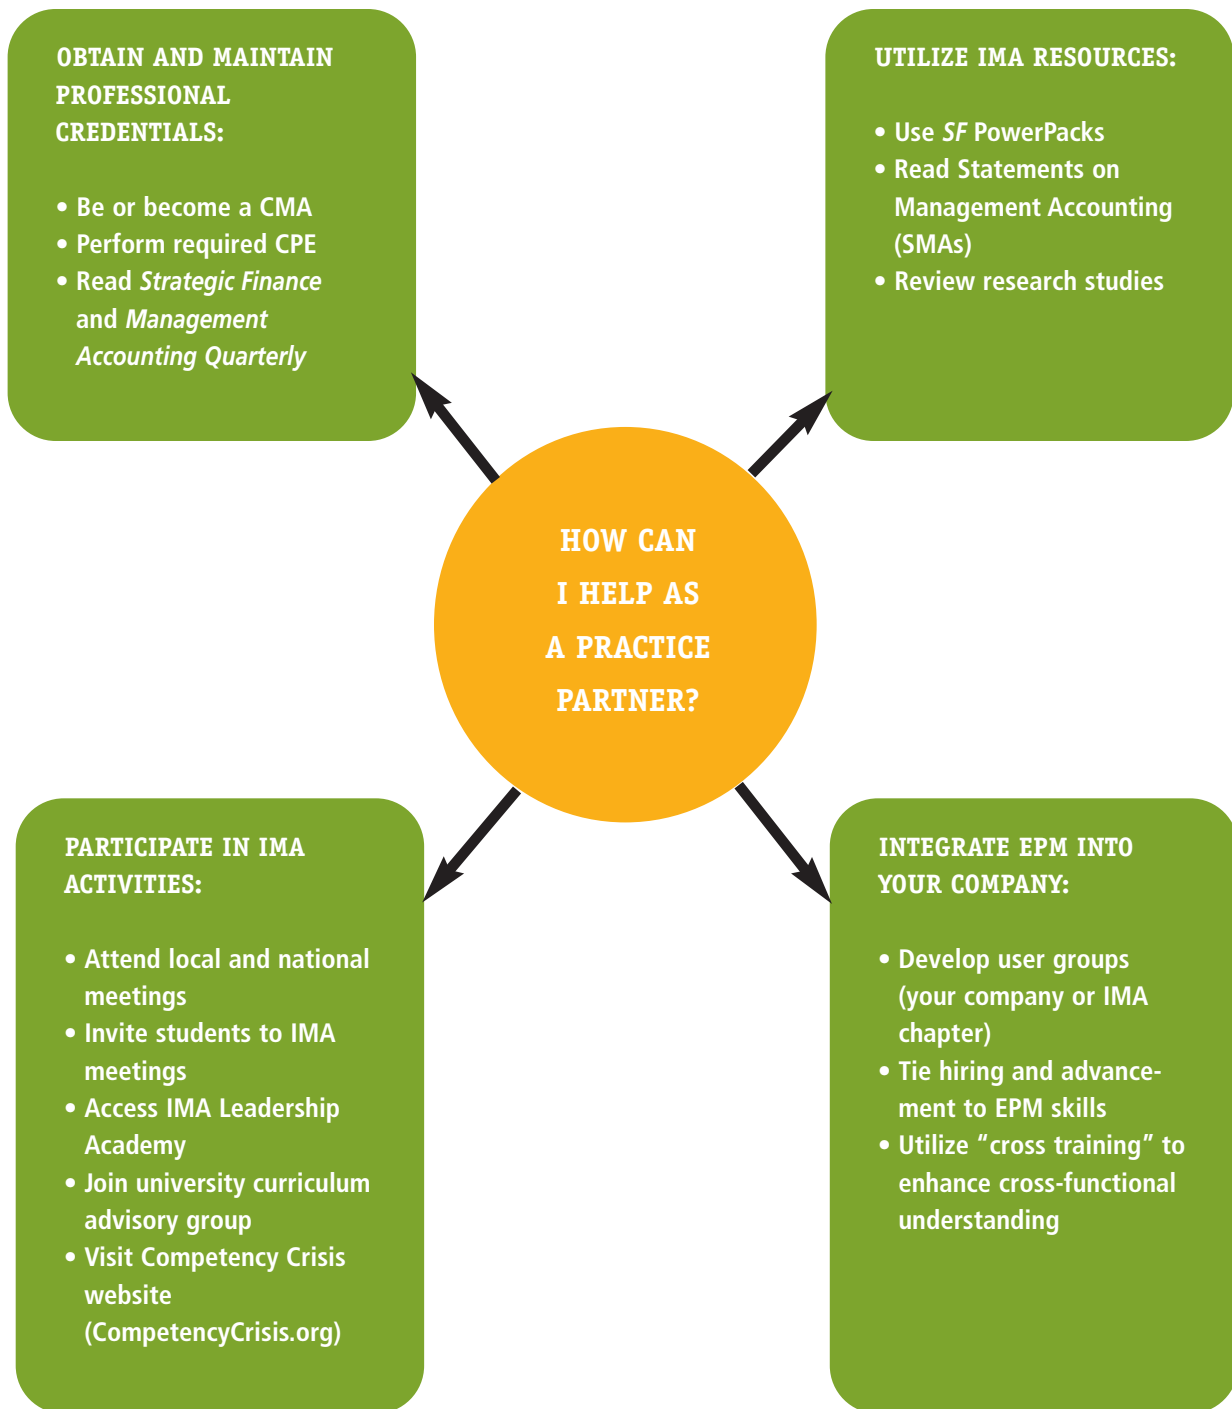 OBTAIN AND MAINTAIN
PROFESSIONAL
CREDENTIALS:
• Be or become a CMA
• Perform required CPE
• Read Strategic Finance
and Management
Accounting Quarterly
UTILIZE IMA RESOURCES:
• Use SF PowerPacks
• Read Statements on
Management Accounting
(SMAs)
• Review research studies
HOW CAN
I HELP AS
A PRACTICE
PARTNER?
PARTICIPATE IN IMA
ACTIVITIES:
• Attend local and national
meetings
• Invite students to IMA
meetings
• Access IMA Leadership
Academy
• Join university curriculum
advisory group
• Visit Competency Crisis
website
(CompetencyCrisis.org)
INTEGRATE EPM INTO
YOUR COMPANY:
• Develop user groups
(your company or IMA
chapter)
• Tie hiring and advance-
ment to EPM skills
• Utilize “cross training” to
enhance cross-functional
understanding